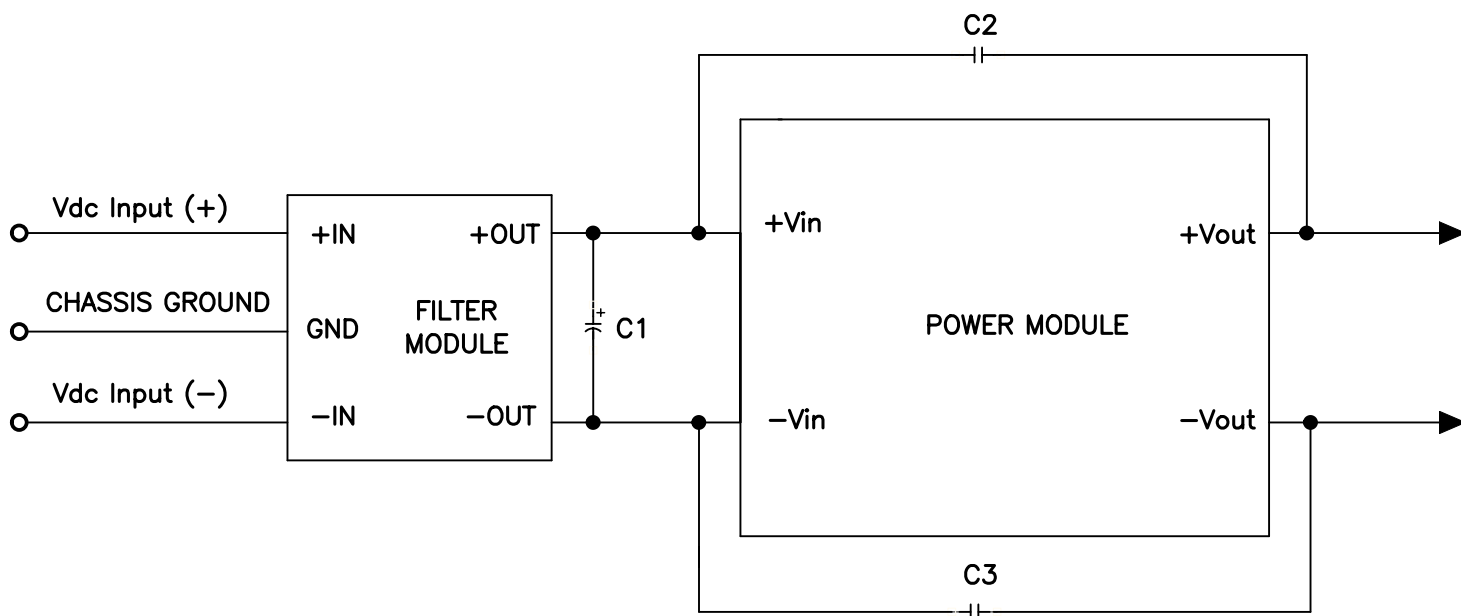 C2
Vdc Input (+)
+IN
+OUT
+Vin
+Vout
CHASSIS GROUND
GND
FILTER
MODULE
+
C1
POWER MODULE
Vdc Input (−)
−IN
−OUT
−Vin
−Vout
C3